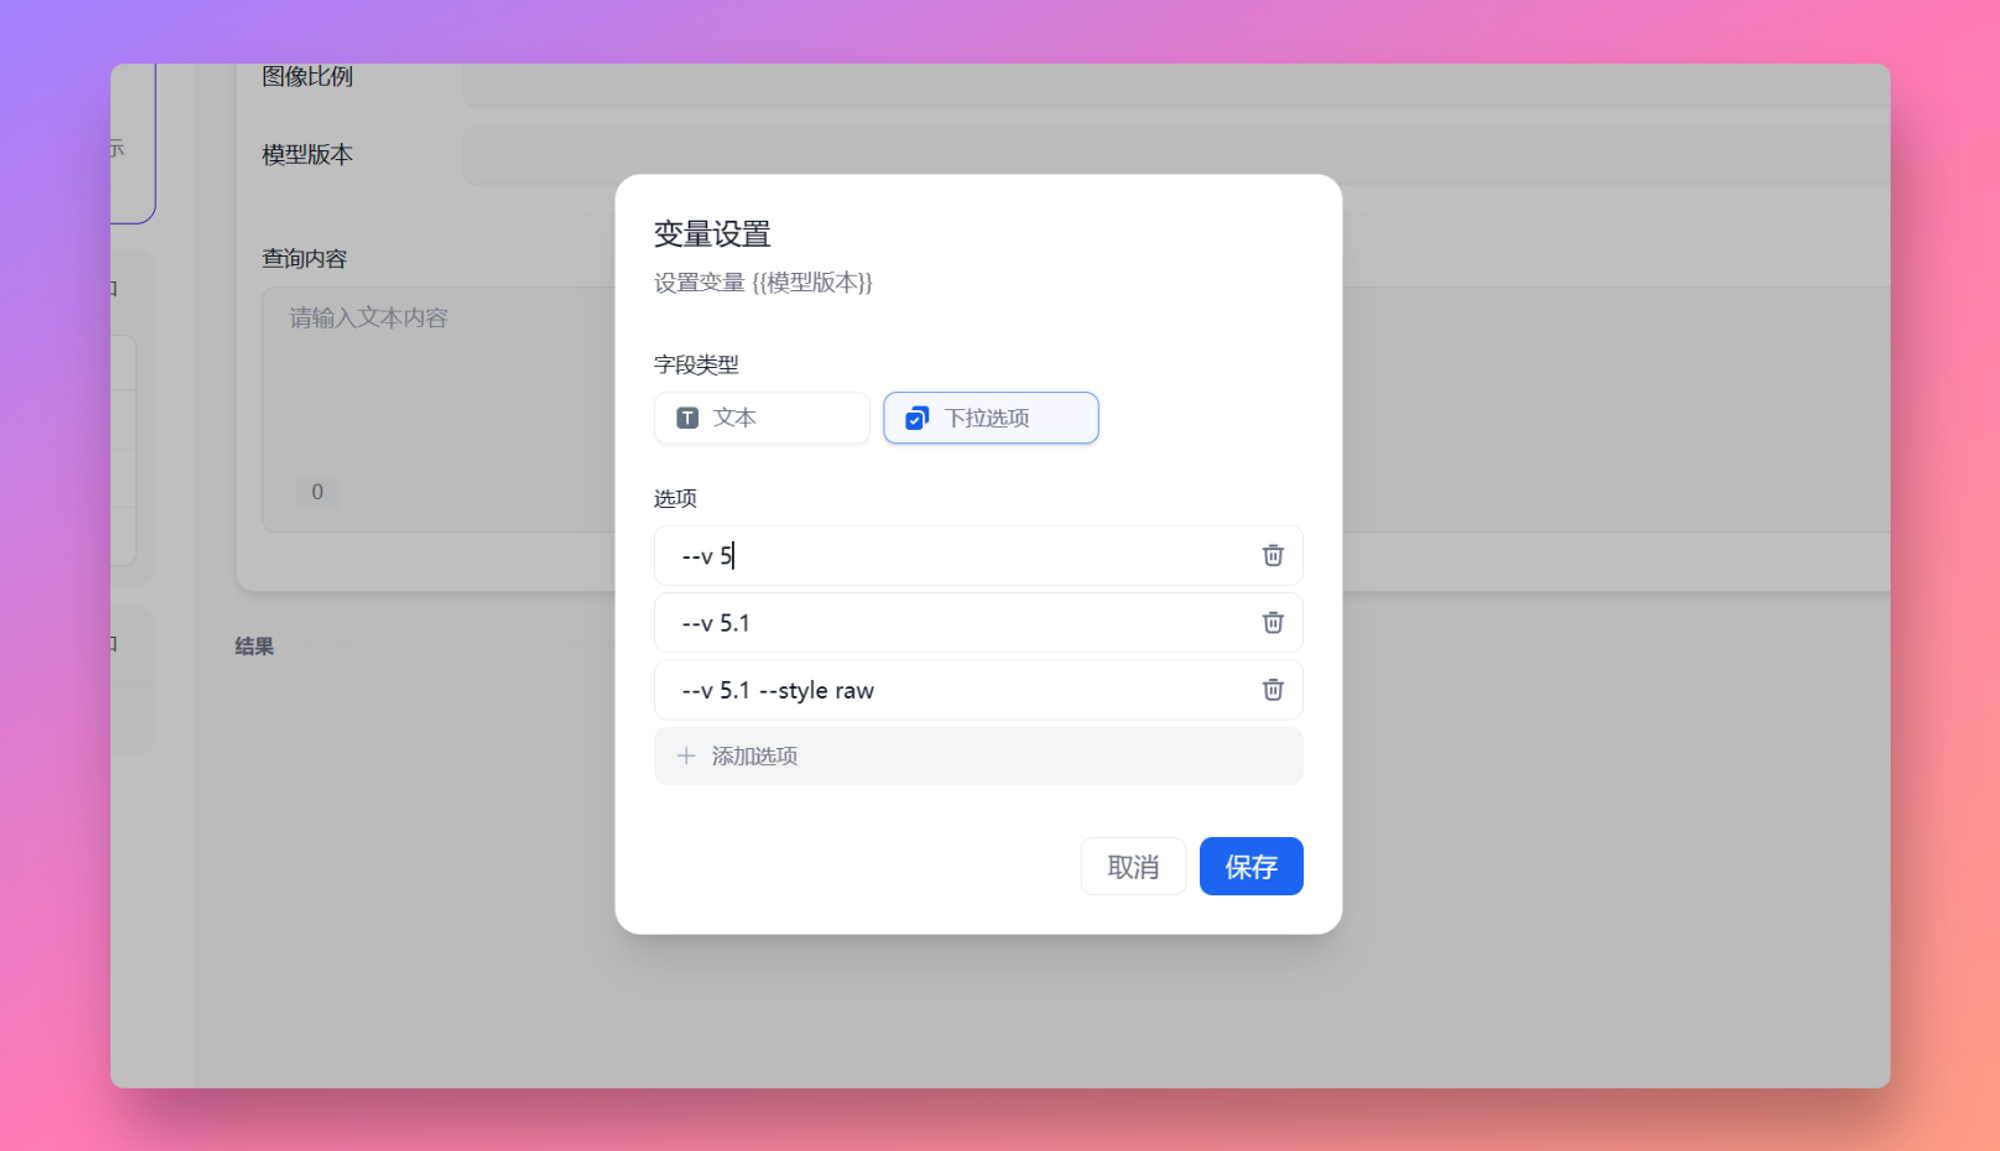 图像比例
示
模型版本
查询内容
请输入文本内容
0
结果
变量设置
设置变量 {{模型版本}}
字段类型
T 文本
下拉选项
选项
--v 5
--v 5.1
--v 5.1 --style raw
+ 添加选项
取消
保存